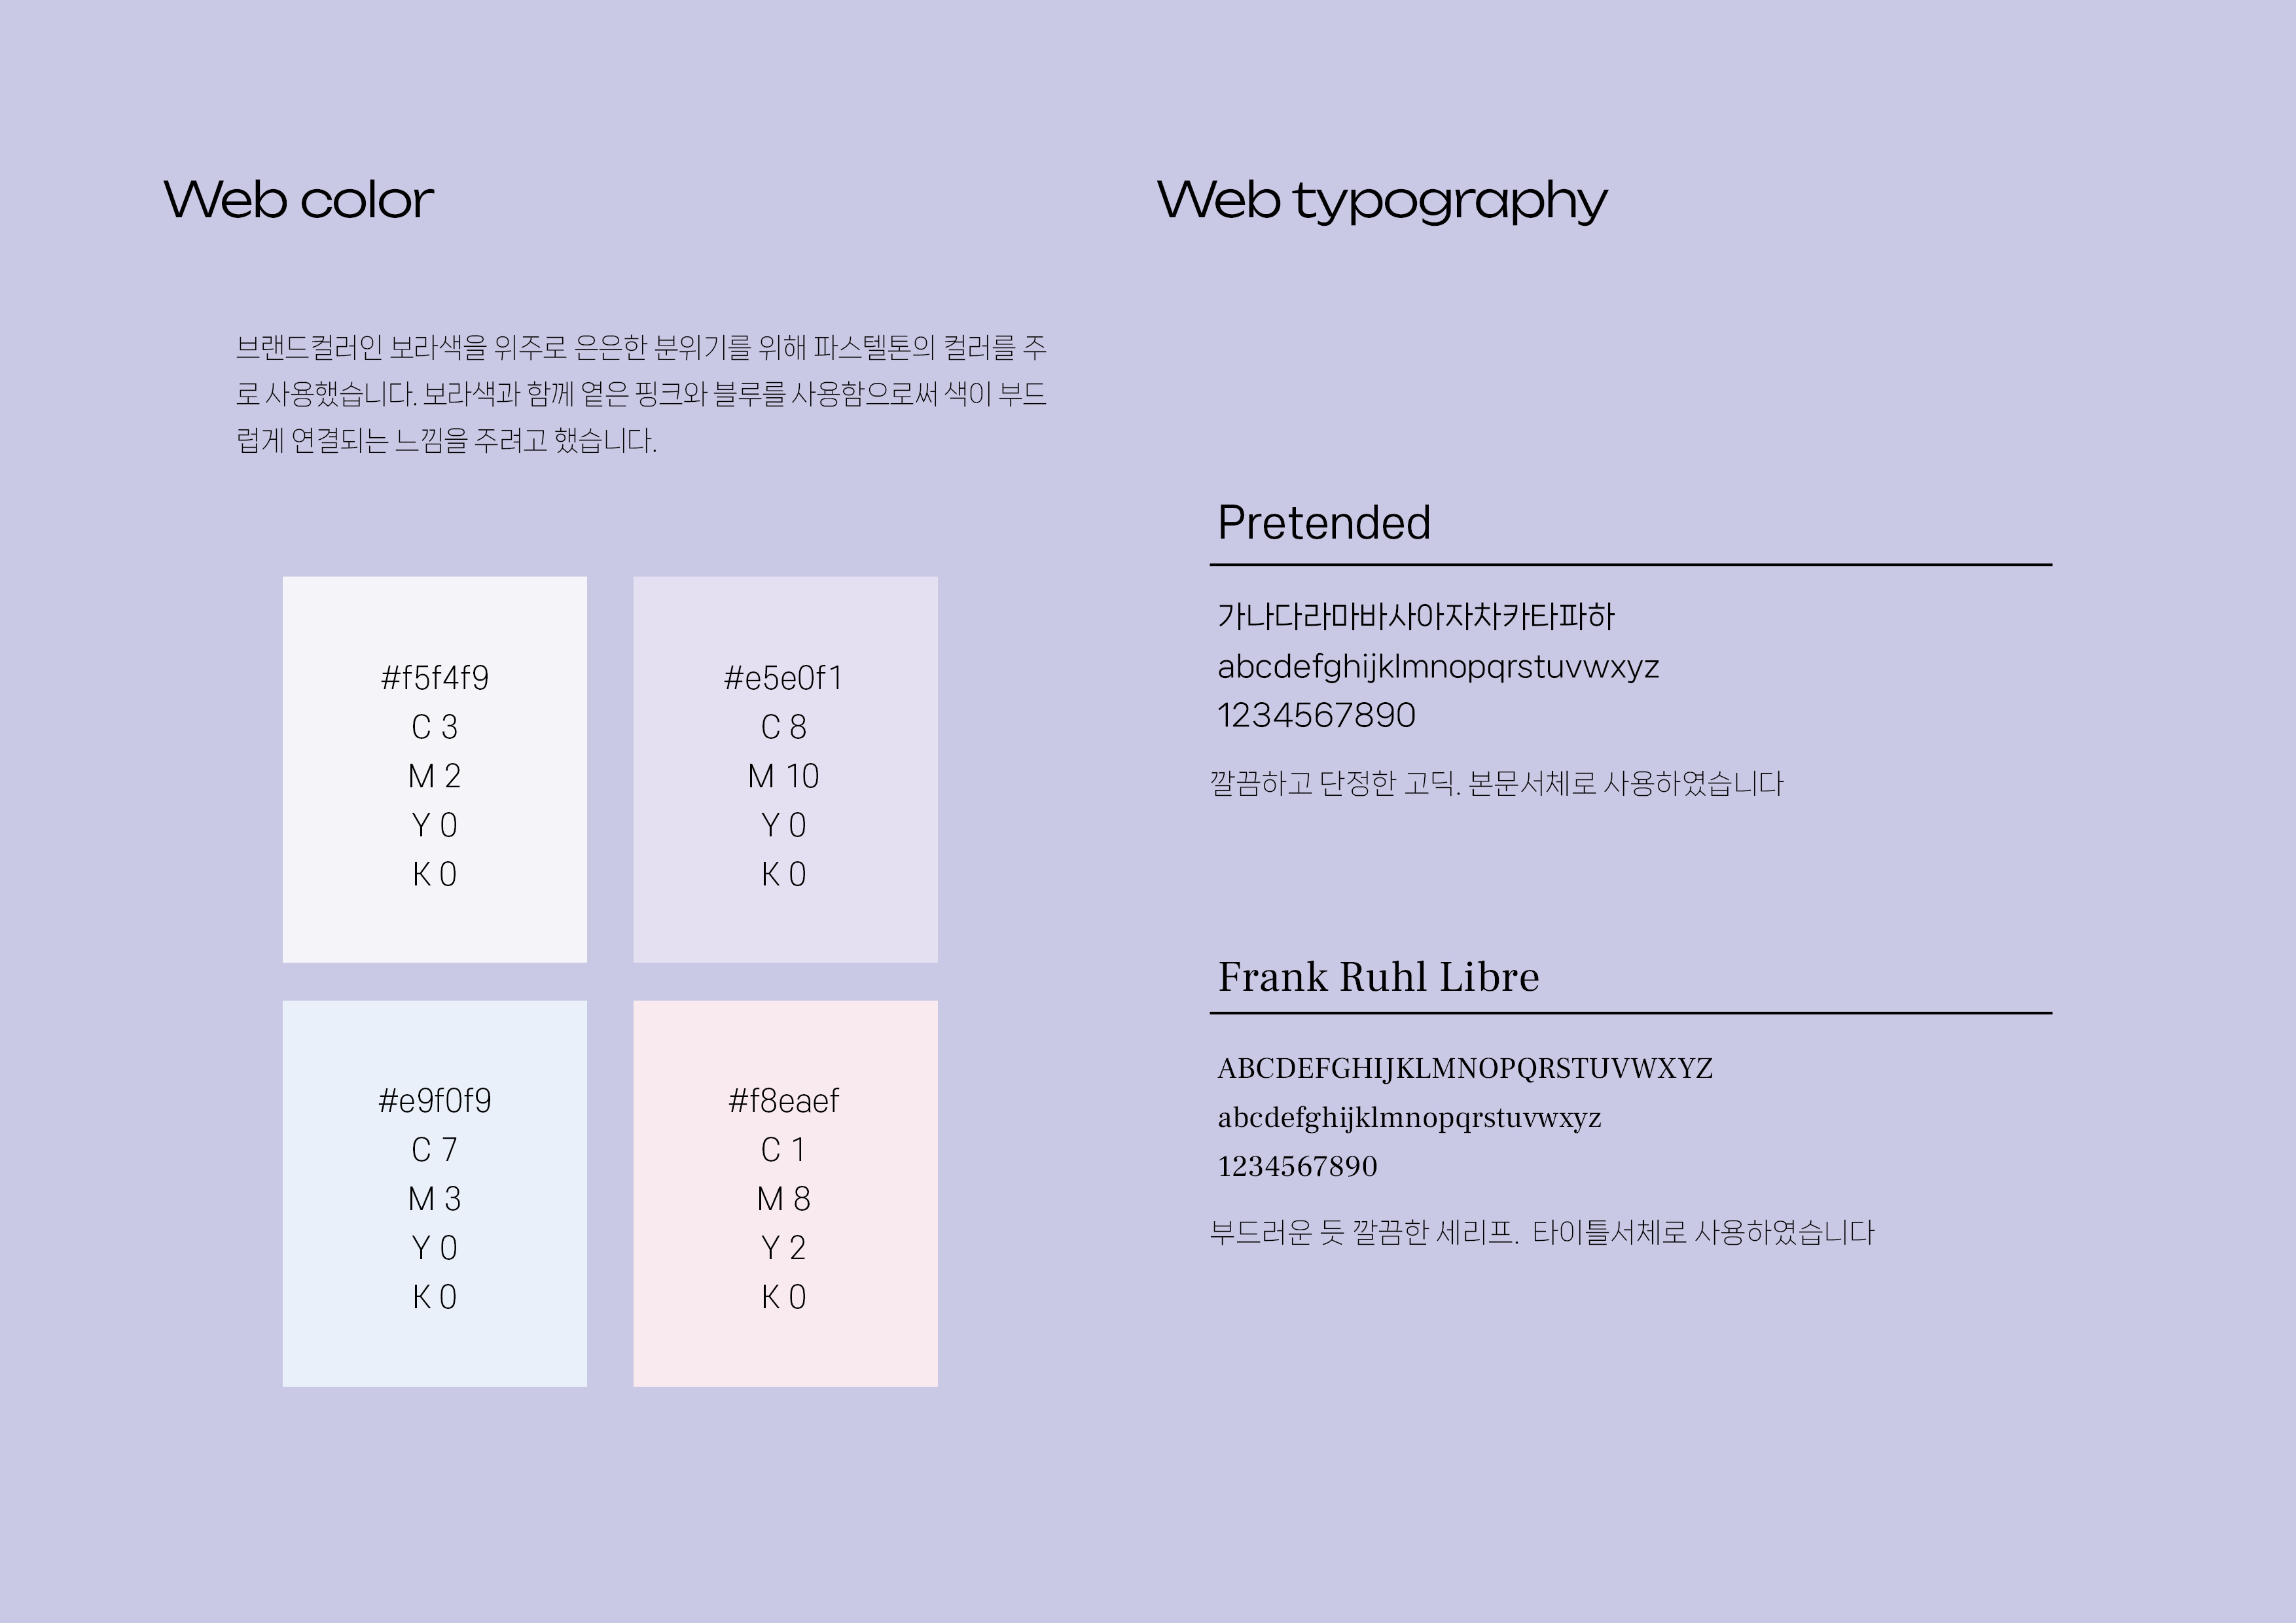 Web color
브랜드컬러인 보라색을 위주로 은은한 분위기를 위해 파스텔톤의 컬러를 주
로 사용했습니다. 보라색과 함께 옅은 핑크와 블루를 사용함으로써 색이 부드
럽게 연결되는 느낌을 주려고 했습니다.
#f5f4f9
C 3
M 2
Y 0
K 0
#e5e0f1
C 8
M 10
Y 0
K 0
#e9f0f9
C 7
M 3
Y 0
K 0
#f8eaef
C 1
M 8
Y 2
K 0
Web typography
Pretended
가나다라마바사아자차카타파하
abcdefghijklmnopqrstuvwxyz
1234567890
깔끔하고 단정한 고딕. 본문서체로 사용하였습니다
Frank Ruhl Libre
ABCDEFGHIJKLMNOPQRSTUVWXYZ
abcdefghijklmnopqrstuvwxyz
1234567890
부드러운 듯 깔끔한 세리프. 타이틀서체로 사용하였습니다